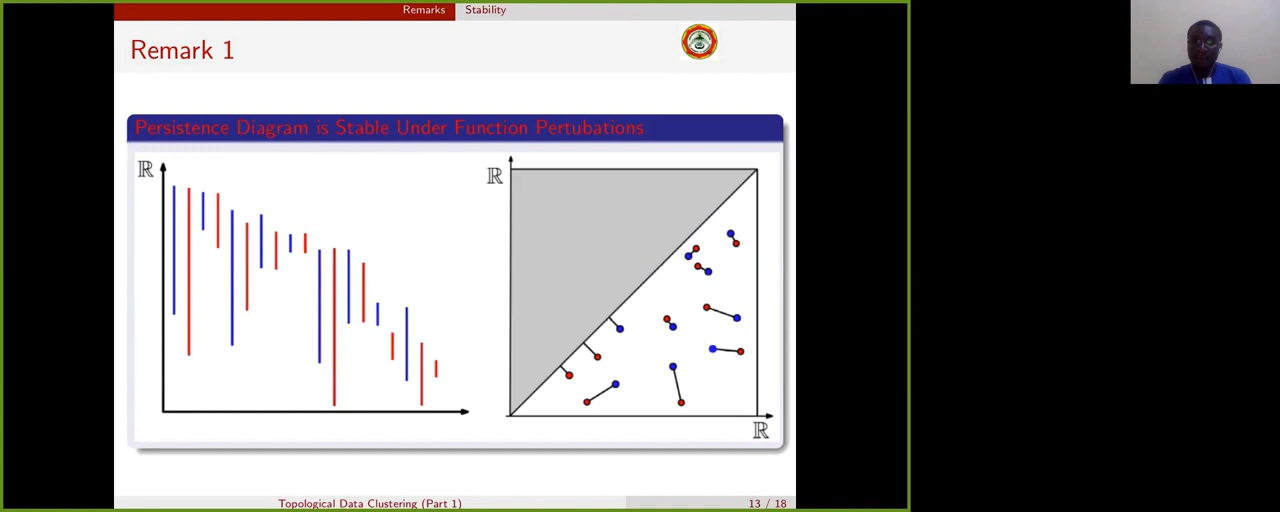 Remarks Stability
Remark 1
Persistence Diagram is Stable Under Function Pertubations
ℝ
ℝ
ℝ
Topological Data Clustering (Part 1) 13 / 18